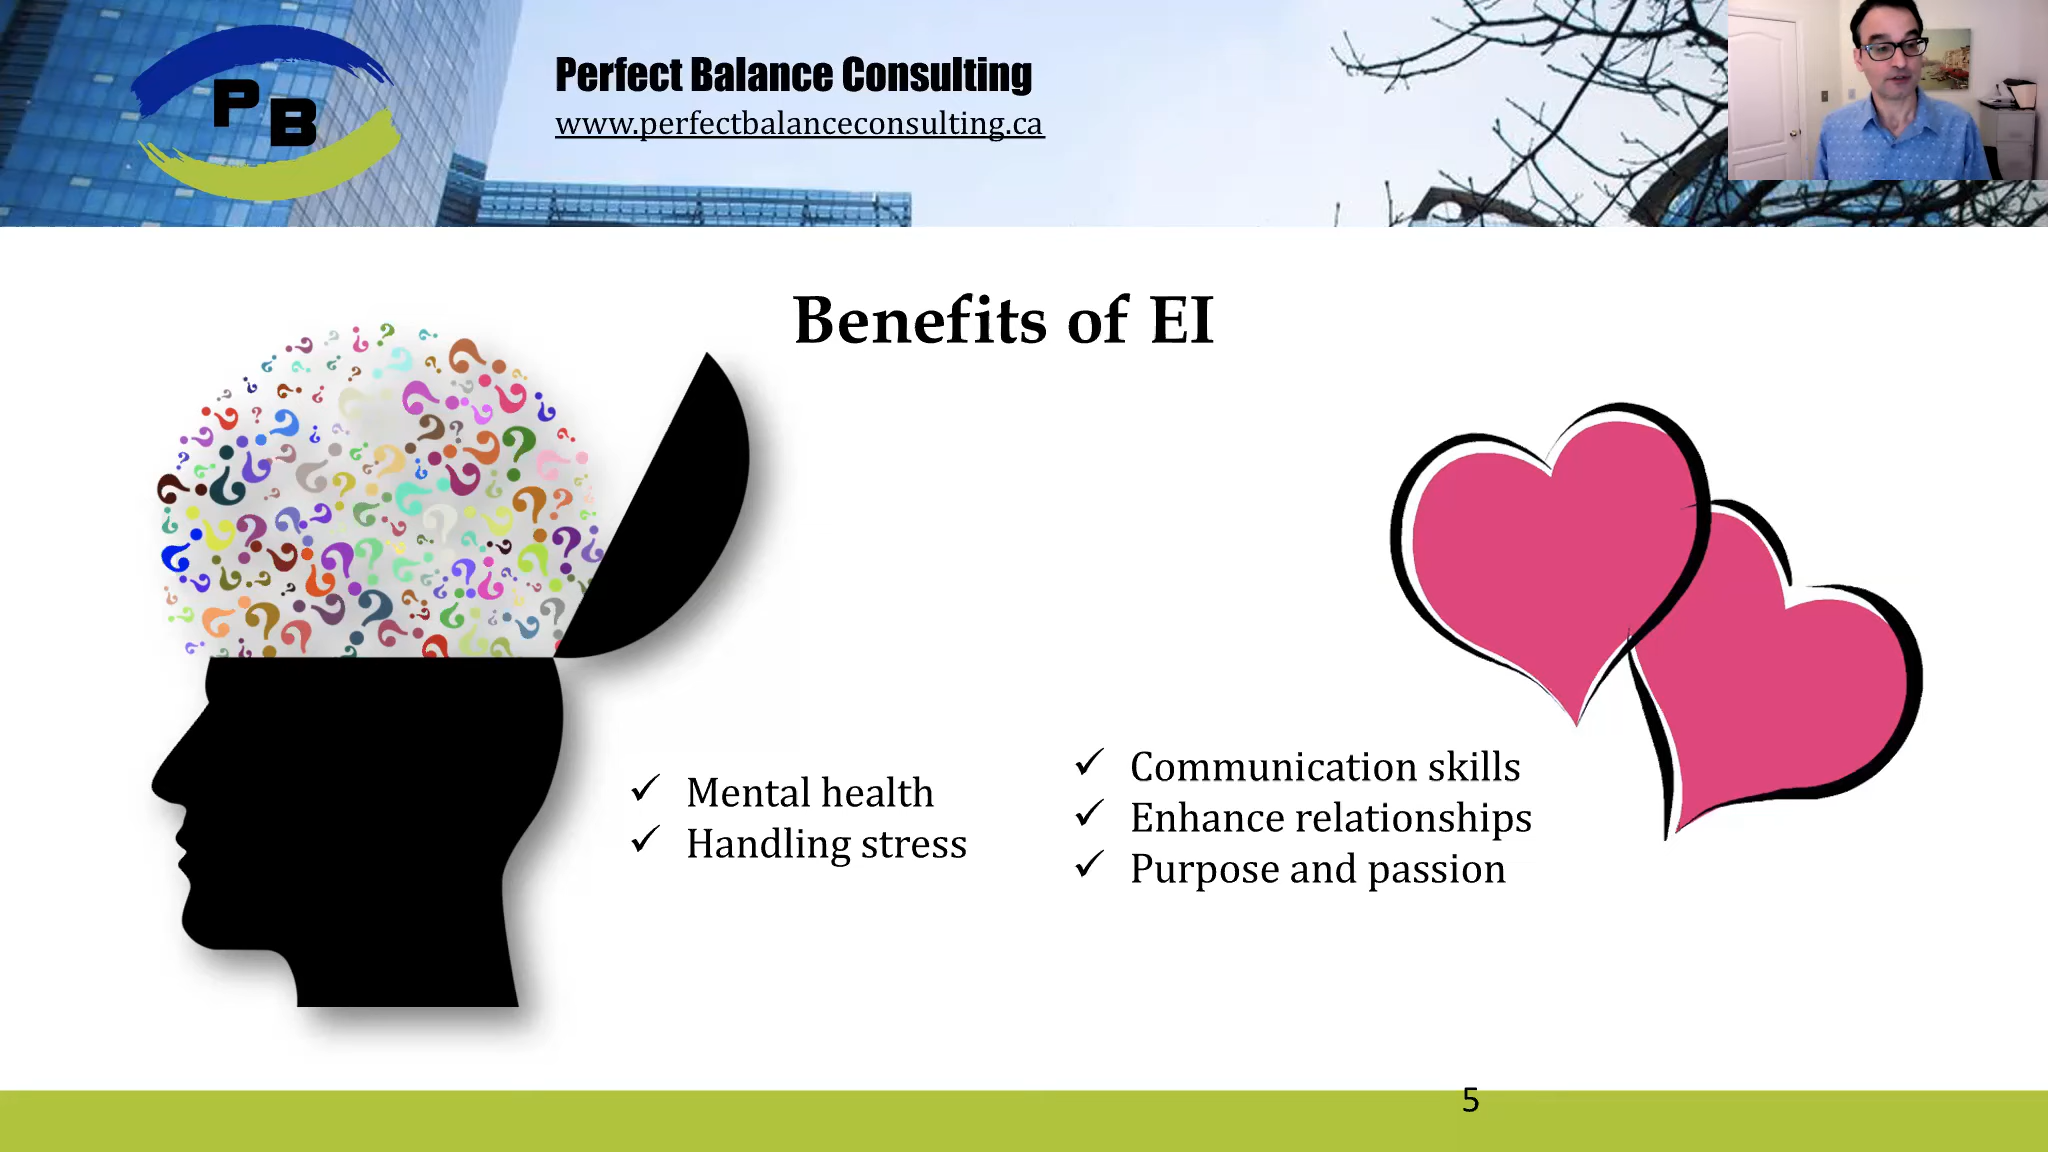 P
B
Perfect Balance Consulting
www.perfectbalanceconsulting.ca
Benefits of EI
✓ Mental health
✓ Handling stress
✓ Communication skills
✓ Enhance relationships
✓ Purpose and passion
5